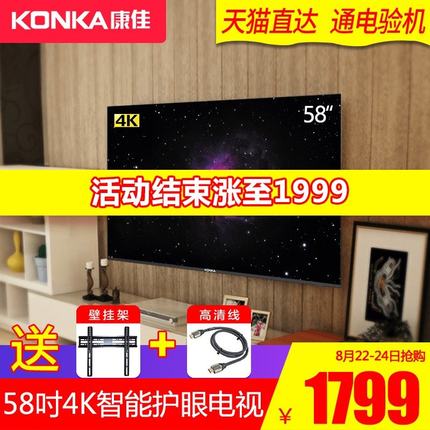 KONKA康佳
天猫直达 通电验机
4K
58“
活动结束涨至1999
KONKA
送
壁挂架
+
高清线
8月22-24日抢购
58吋4K智能护眼电视
¥1799